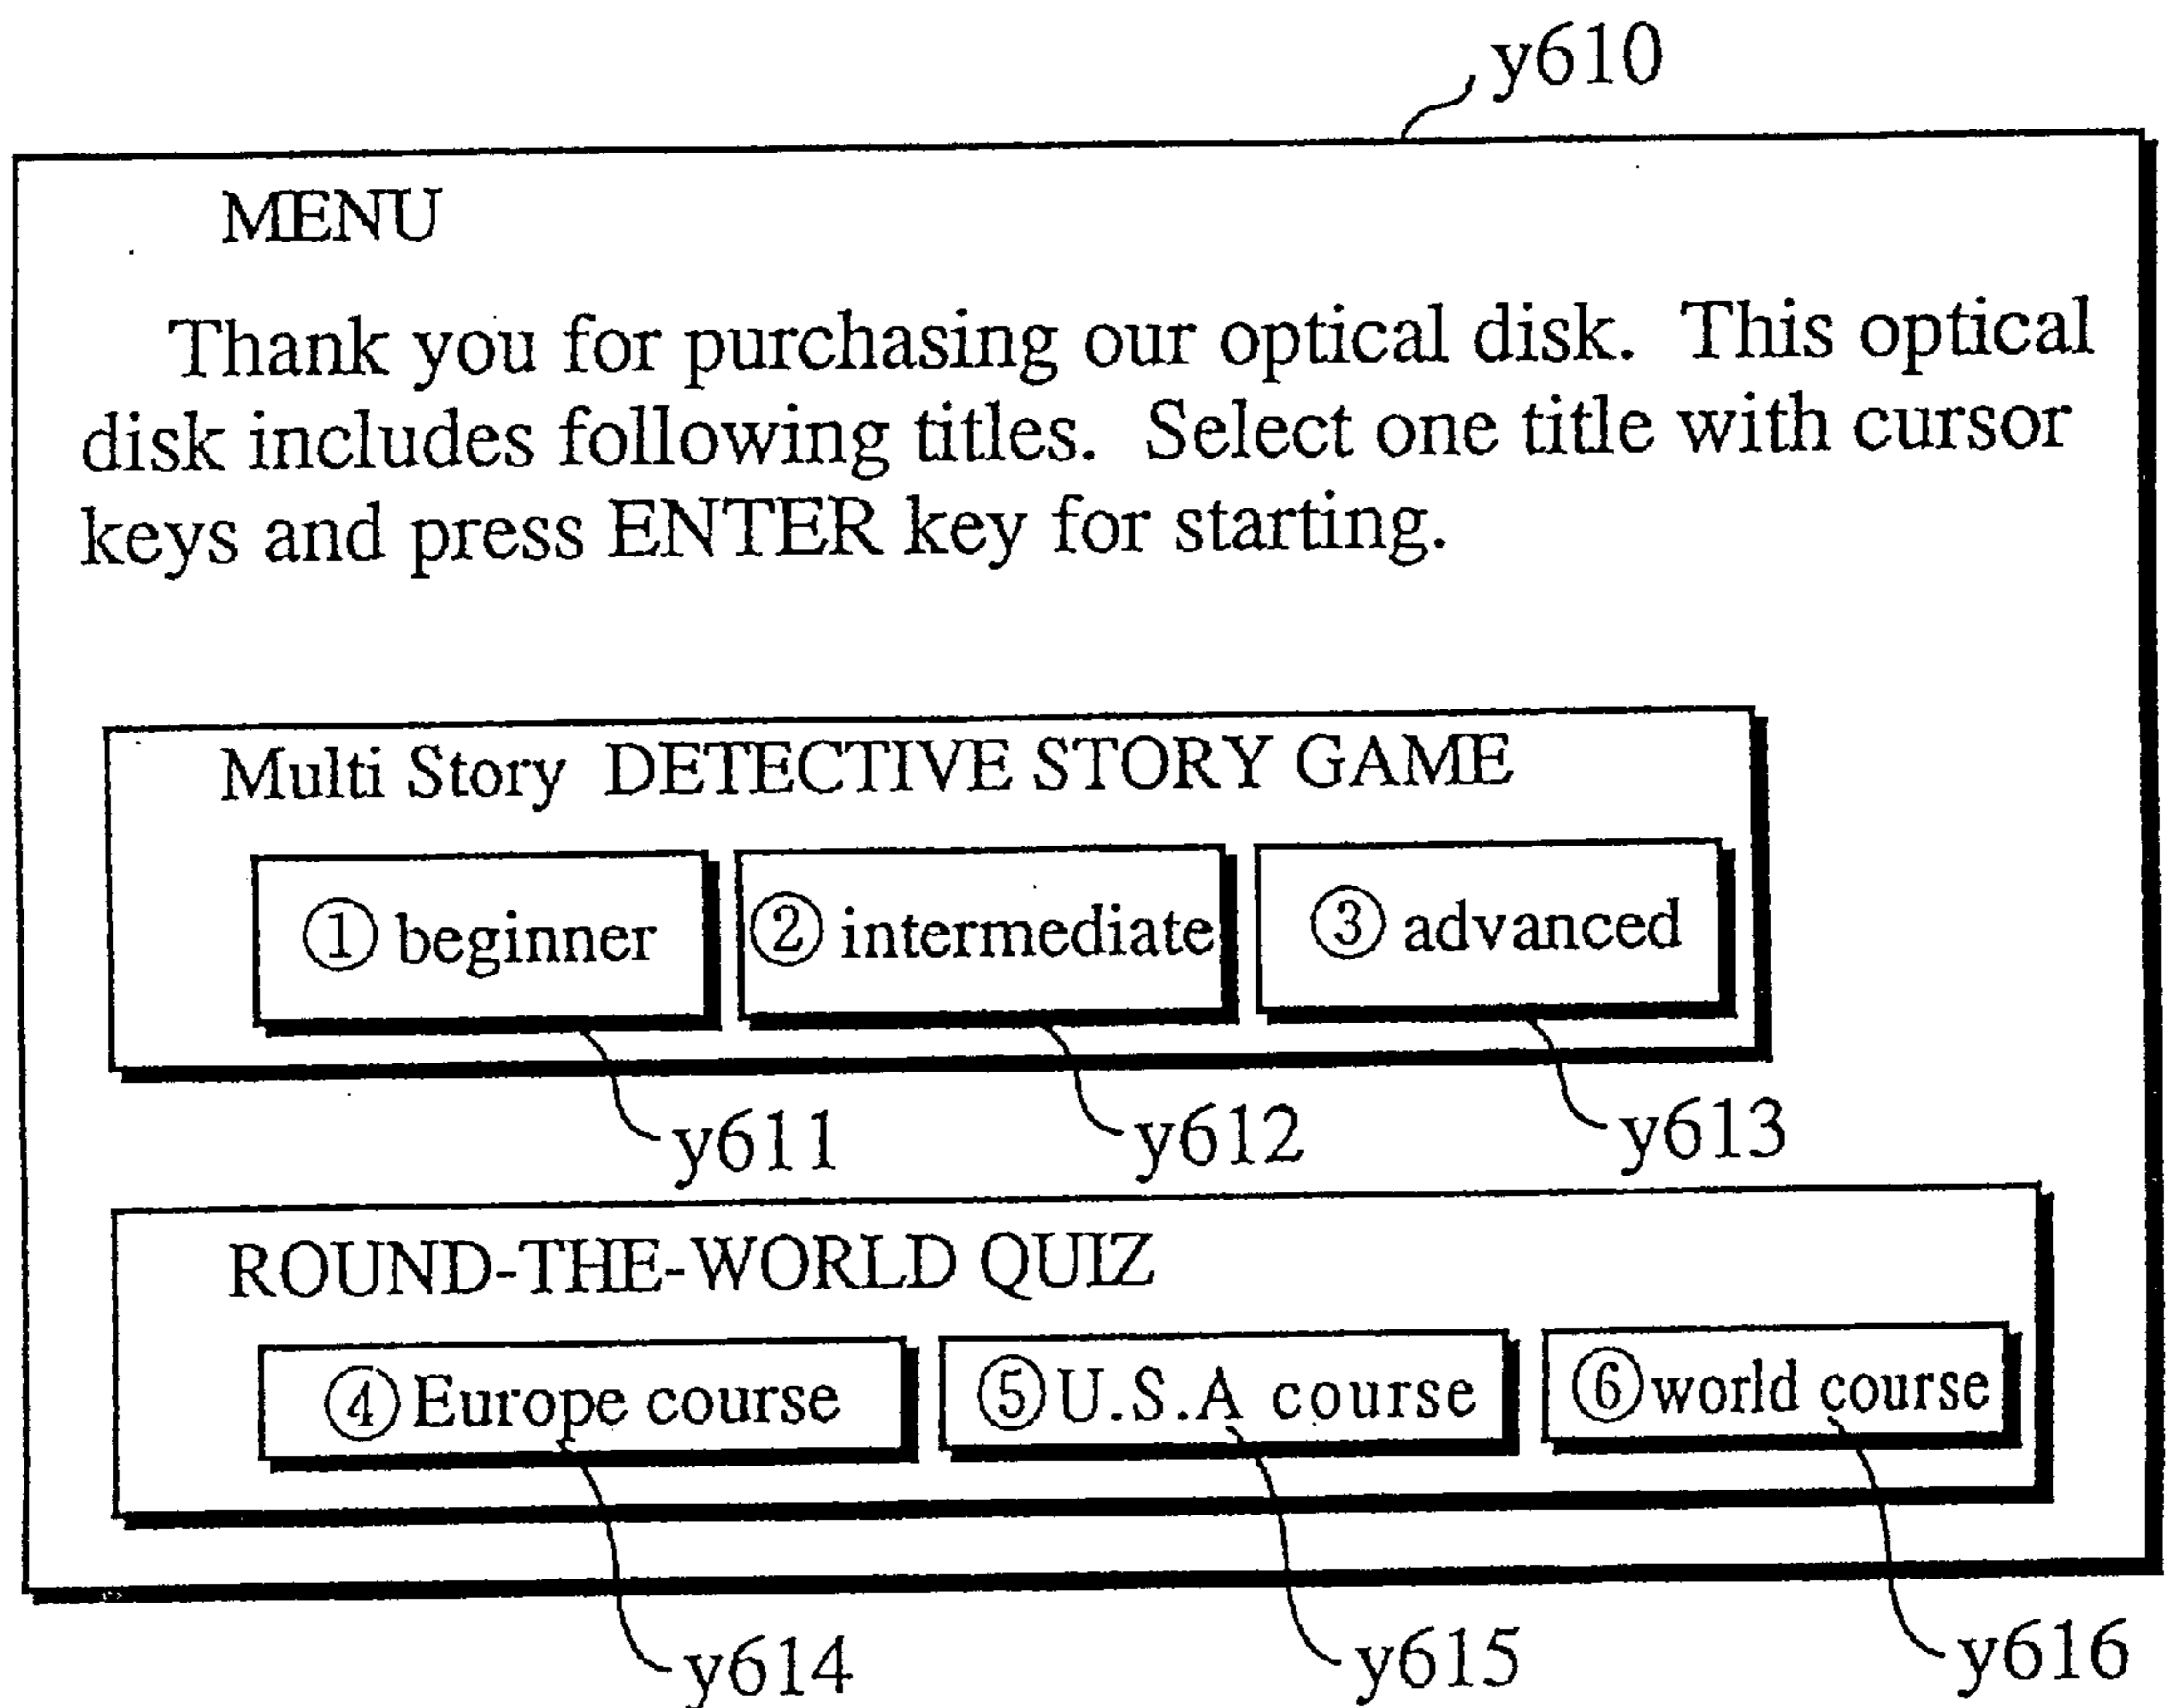 y610
MENU
Thank you for purchasing our optical disk. This optical
disk includes following titles. Select one title with cursor
keys and press ENTER key for starting.
Multi Story DETECTIVE STORY GAME
① beginner ② intermediate ③ advanced
y611 y612 y613
ROUND-THE-WORLD QUIZ
④ Europe course ⑤ U.S.A course ⑥ world course
y614 y615 y616